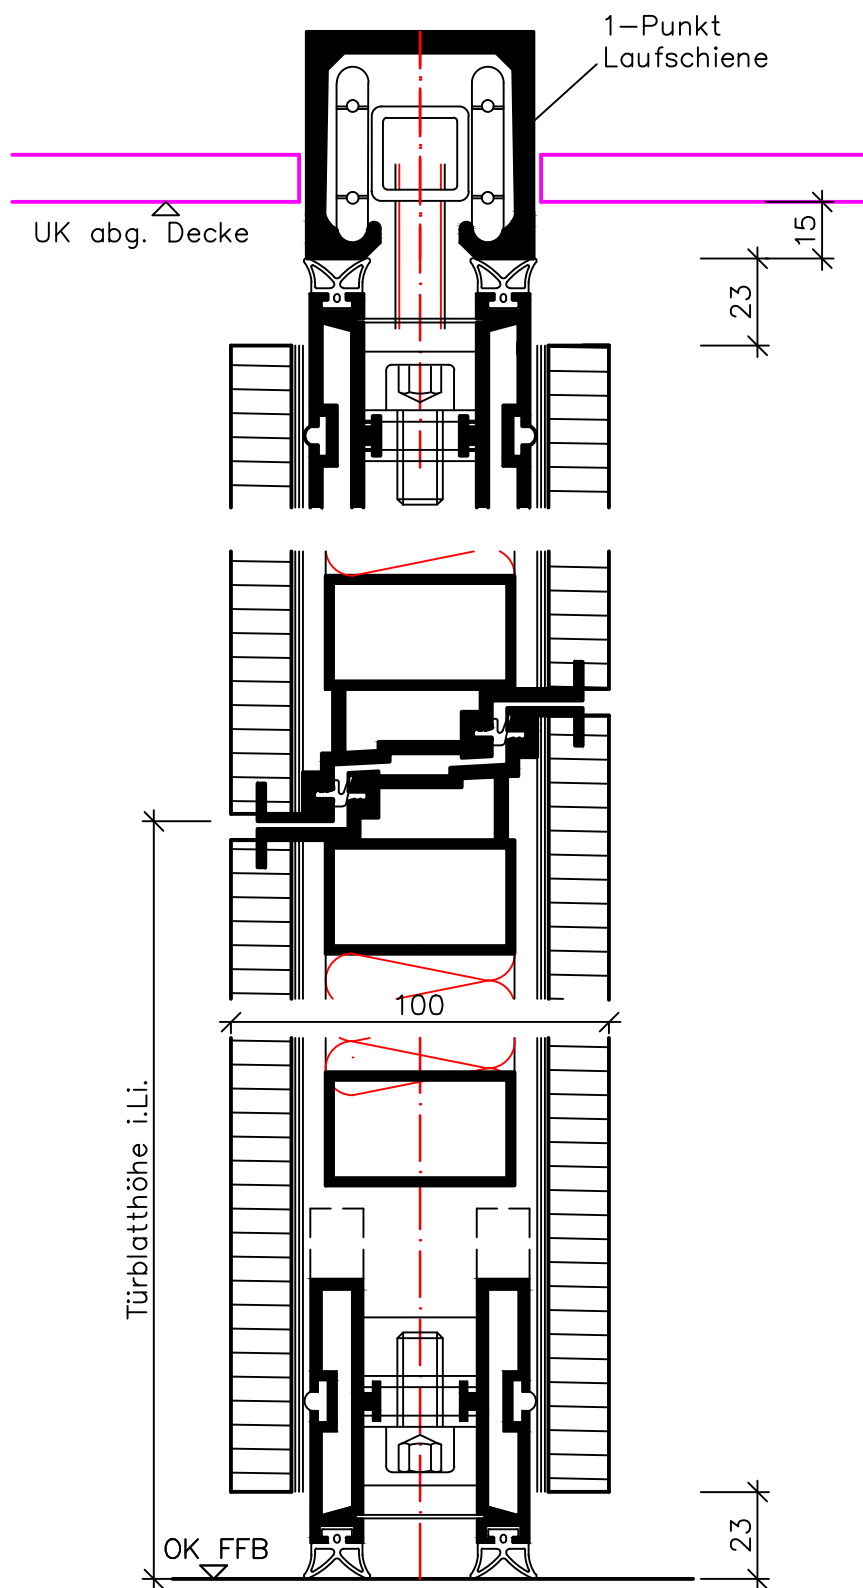 1-Punkt
Laufschiene
UK abg. Decke
15
23
100
Türblatthöhe i.Li.
OK FFB
23